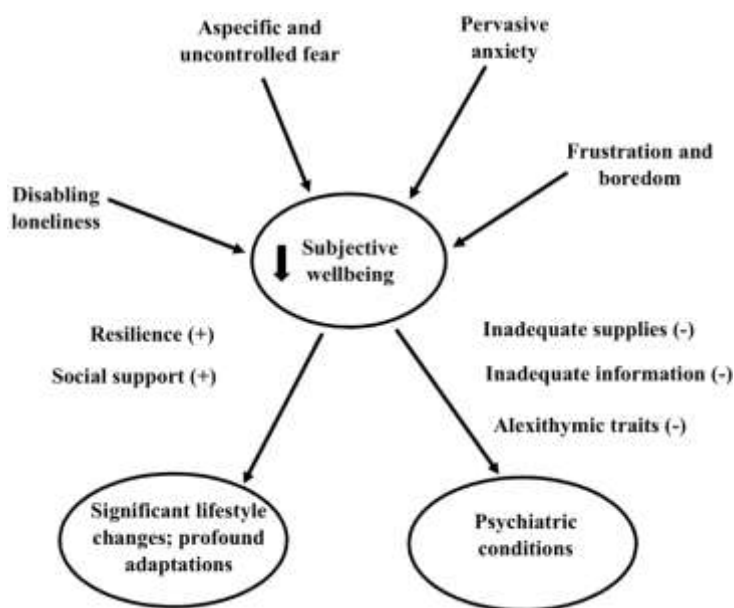 Aspecific and
uncontrolled fear
Pervasive
anxiety
Frustration and
boredom
Disabling
loneliness
Subjective
wellbeing
Resilience (+)
Social support (+)
Inadequate supplies (-)
Inadequate information (-)
Alexithymic traits (-)
Significant lifestyle
changes; profound
adaptations
Psychiatric
conditions